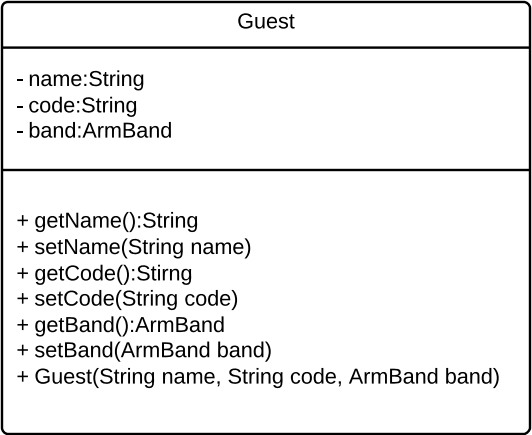 Guest
- name:String
- code:String
- band:ArmBand
+ getName():String
+ setName(String name)
+ getCode():Stirng
+ setCode(String code)
+ getBand():ArmBand
+ setBand(ArmBand band)
+ Guest(String name, String code, ArmBand band)